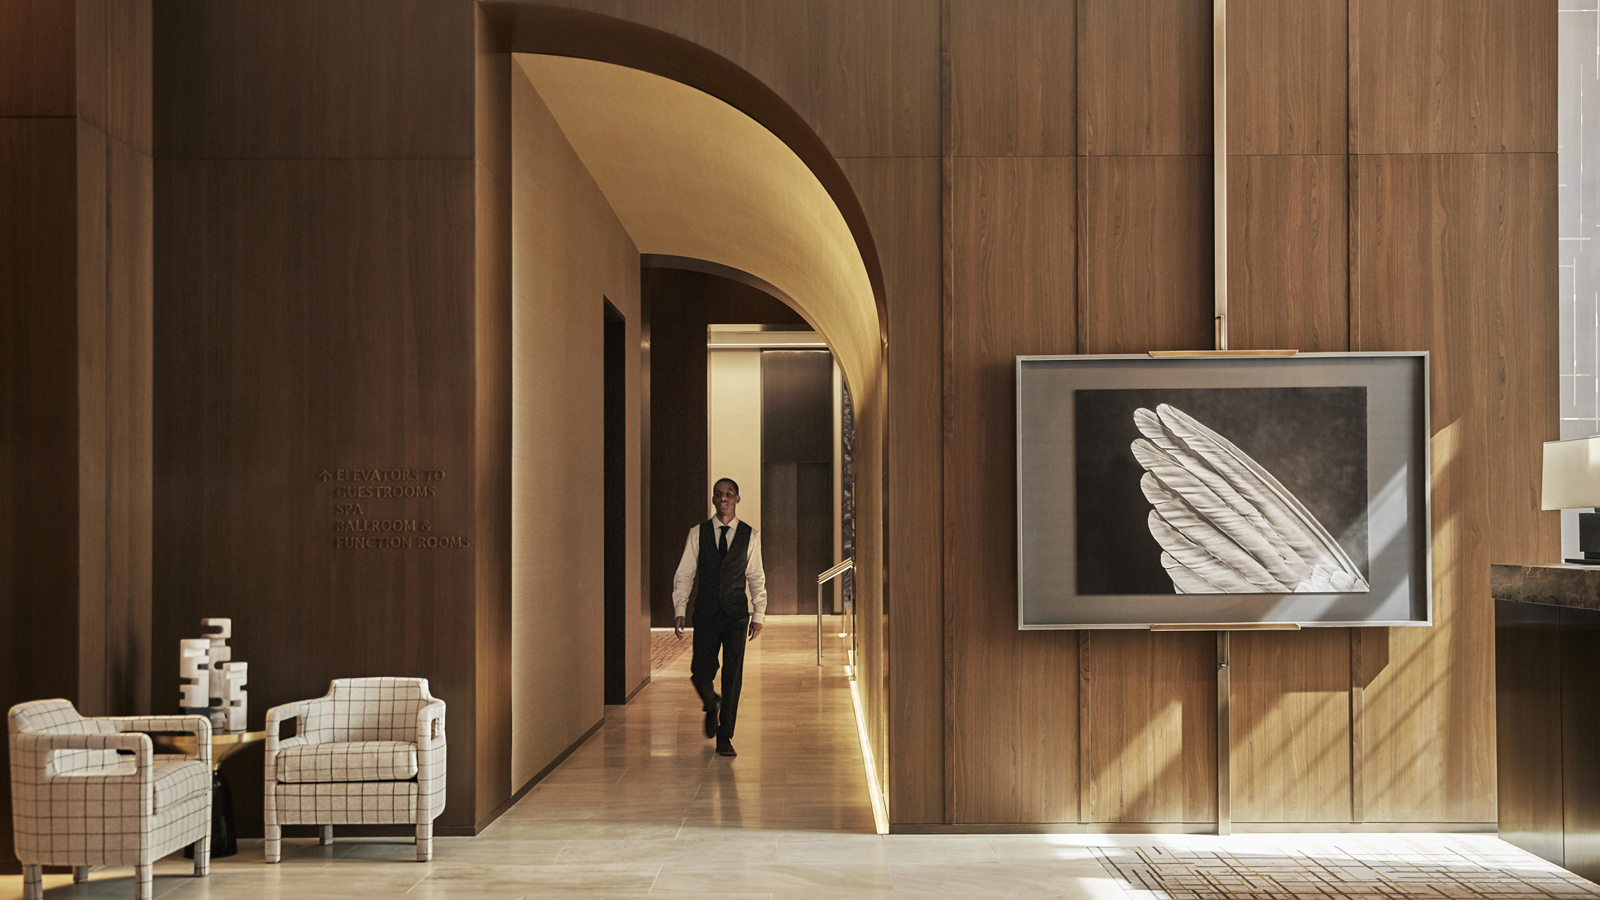 ↑ ELEVATORS TO
GUESTROOMS
SPA
BALLROOM &
FUNCTION ROOMS